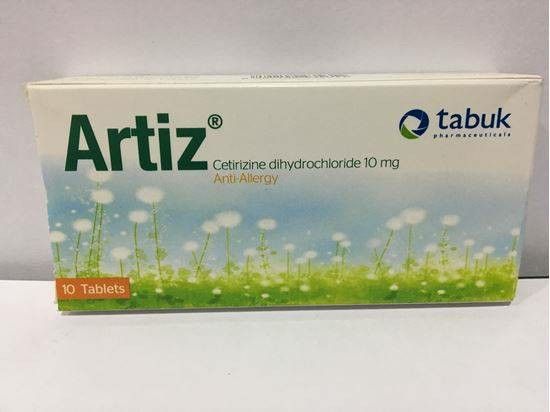 Artiz®
tabuk
pharmaceuticals
Cetirizine dihydrochloride 10 mg
Anti-Allergy
10 Tablets